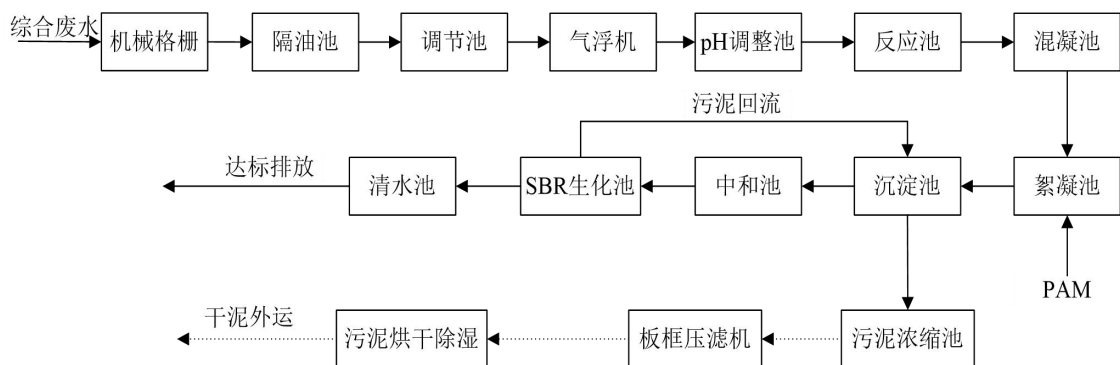 综合废水
机械格栅
隔油池
调节池
气浮机
pH调整池
反应池
混凝池
污泥回流
达标排放
清水池
SBR生化池
中和池
沉淀池
絮凝池
PAM
干泥外运
污泥烘干除湿
板框压滤机
污泥浓缩池